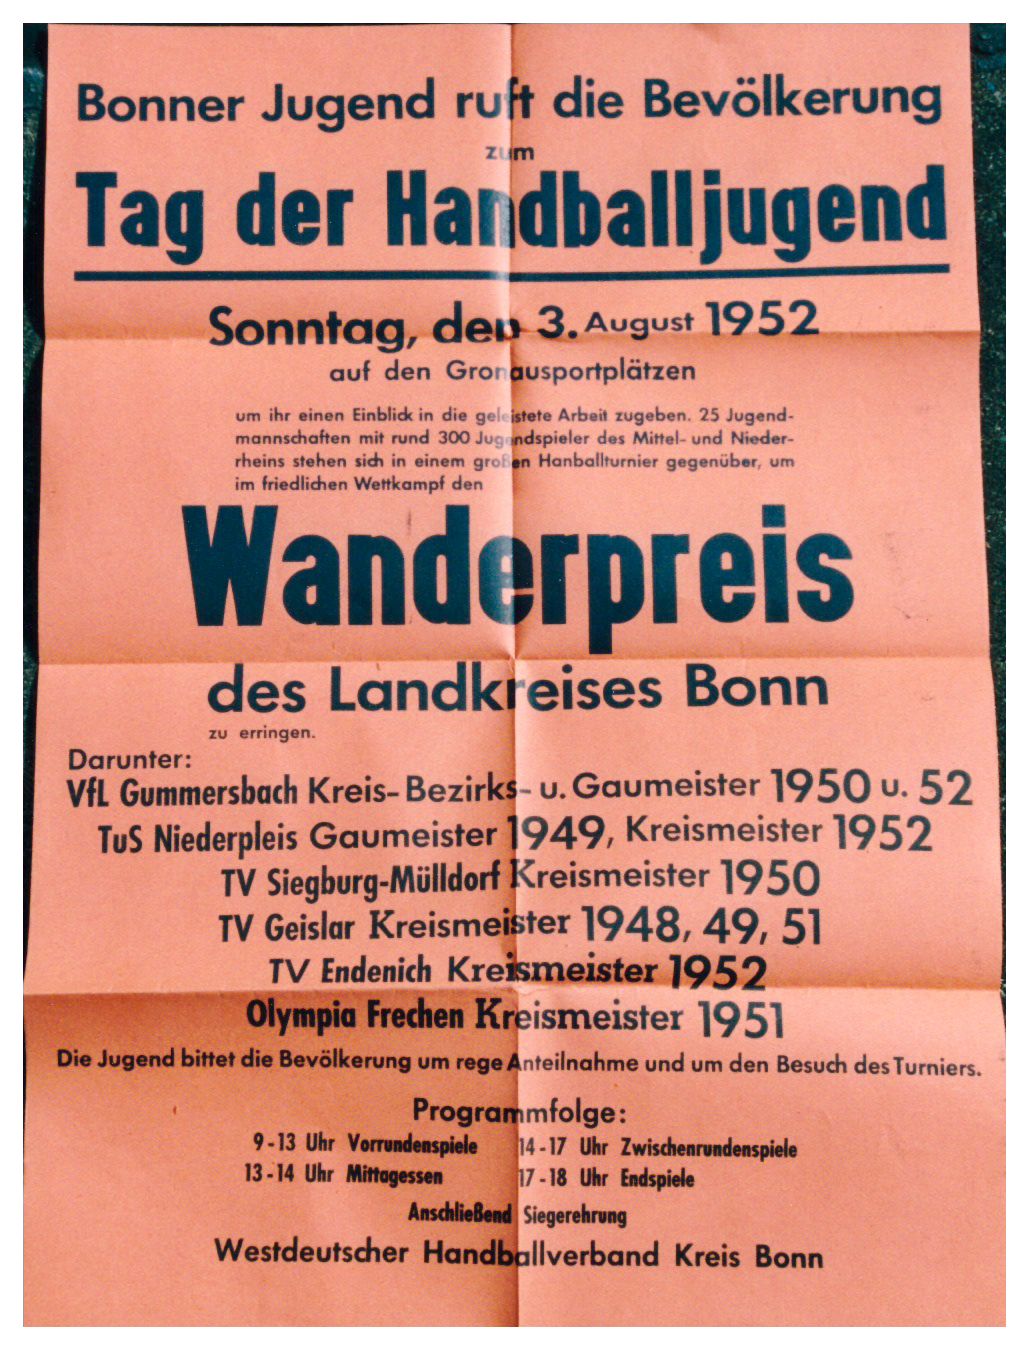 Bonner Jugend ruft die Bevölkerung
zum
Tag der Handballjugend
Sonntag, den 3. August 1952
auf den Gronausportplätzen
um ihr einen Einblick in die geleistete Arbeit zugeben. 25 Jugend-
mannschaften mit rund 300 Jugendspieler des Mittel- und Nieder-
rheins stehen sich in einem großen Hanballturnier gegenüber, um
im friedlichen Wettkampf den
Wanderpreis
des Landkreises Bonn
zu erringen.
Darunter:
VfL Gummersbach Kreis- Bezirks- u. Gaumeister 1950 u. 52
TuS Niederpleis Gaumeister 1949, Kreismeister 1952
TV Siegburg-Mülldorf Kreismeister 1950
TV Geislar Kreismeister 1948, 49, 51
TV Endenich Kreismeister 1952
Olympia Frechen Kreismeister 1951
Die Jugend bittet die Bevölkerung um rege Anteilnahme und um den Besuch des Turniers.
Programmfolge:
9-13 Uhr Vorrundenspiele 14-17 Uhr Zwischenrundenspiele
13-14 Uhr Mittagessen 17-18 Uhr Endspiele
Anschließend Siegerehrung
Westdeutscher Handballverband Kreis Bonn